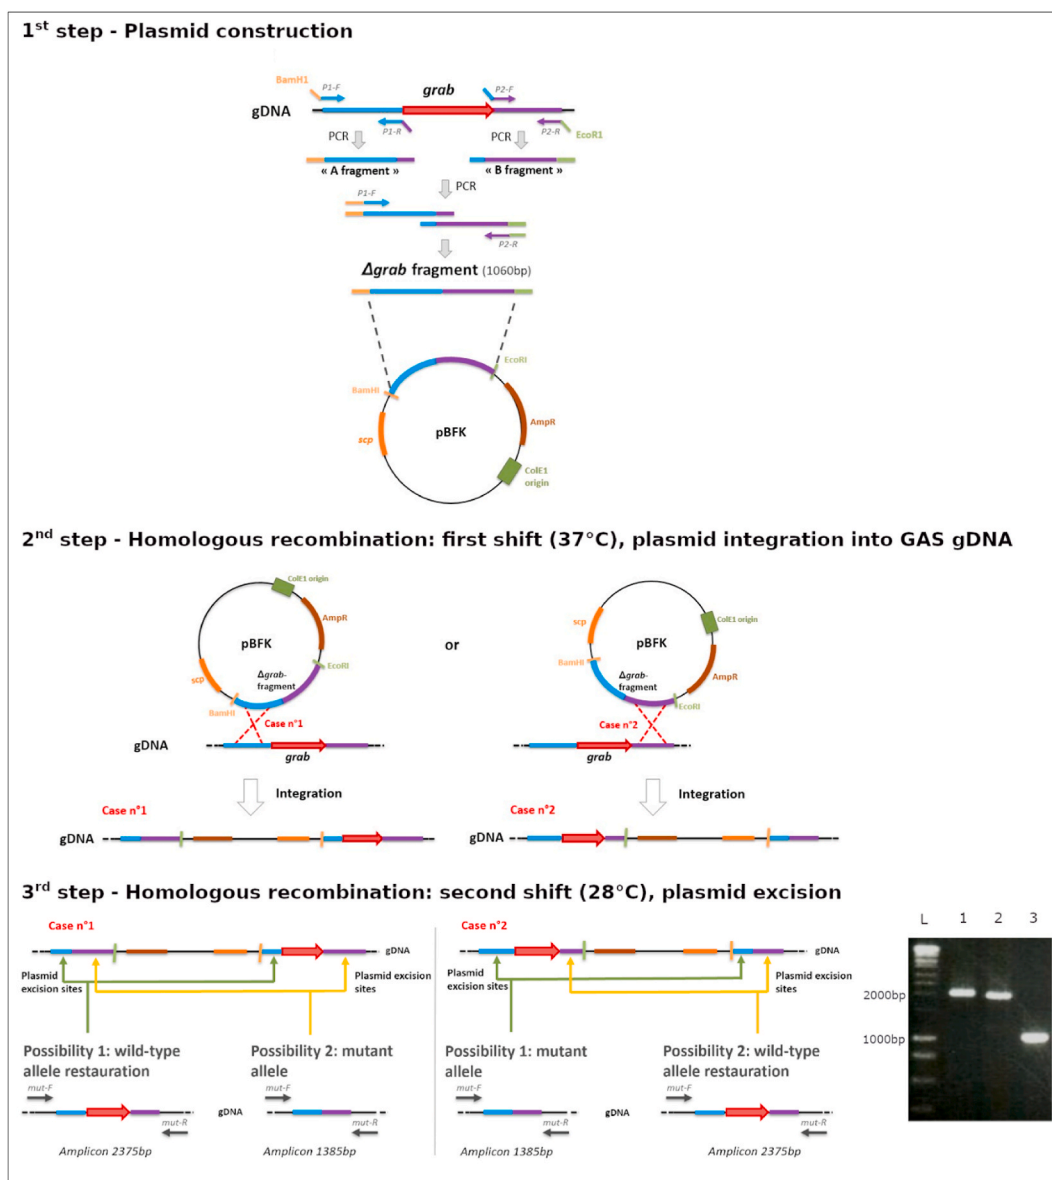 1st step - Plasmid construction
BamH1
P1-F
grab
P2-F
gDNA
P1-R
P2-R
EcoR1
PCR
PCR
« A fragment »
« B fragment »
PCR
P1-F
P2-R
Δgrab fragment (1060bp)
EcoRI
BamHI
AmpR
scp
pBFK
ColE1
origin
2nd step - Homologous recombination: first shift (37°C), plasmid integration into GAS gDNA
ColE1 origin
AmpR
pBFK
EcoRI
scp
Δgrab-
fragment
BamHI
Case n°1
gDNA
grab
or
scp
ColE1 origin
pBFK
BamHI
Δgrab-
fragment
AmpR
EcoRI
Case n°2
grab
Integration
Case n°1
gDNA
Integration
Case n°2
gDNA
3rd step - Homologous recombination: second shift (28°C), plasmid excision
Case n°1
gDNA
Plasmid
excision sites
Plasmid excision
sites
Possibility 1: wild-type
allele restauration
mut-F
mut-R
Amplicon 2375bp
gDNA
Possibility 2: mutant
allele
mut-F
mut-R
Amplicon 1385bp
Case n°2
gDNA
Plasmid
excision sites
Plasmid excision
sites
Possibility 1: mutant
allele
mut-F
mut-R
Amplicon 1385bp
gDNA
Possibility 2: wild-type
allele restauration
mut-F
mut-R
Amplicon 2375bp
L 1 2 3
2000bp
1000bp